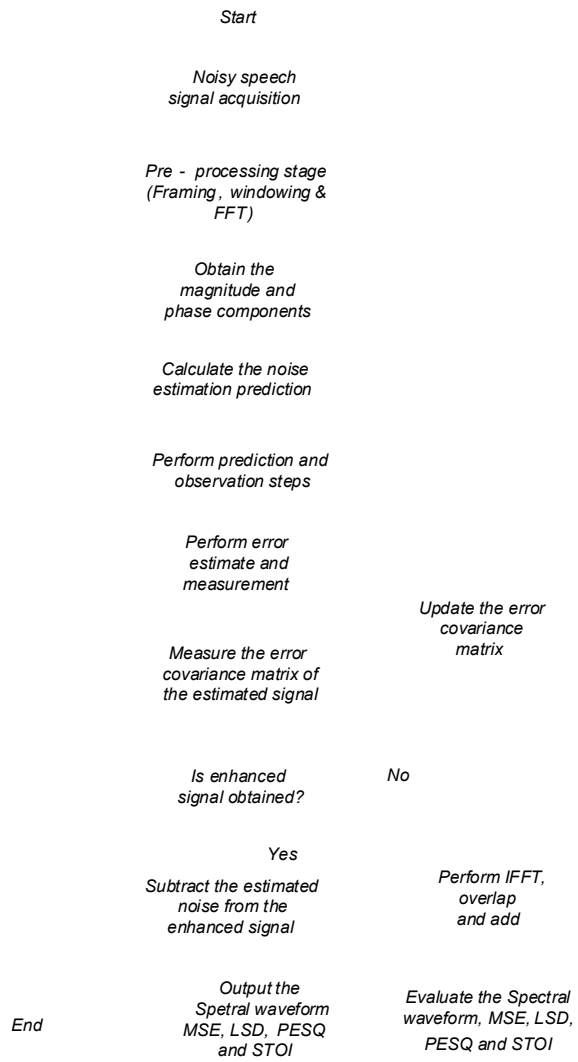 Start
Noisy speech
signal acquisition
Pre - processing stage
(Framing, windowing &
FFT)
Obtain the
magnitude and
phase components
Calculate the noise
estimation prediction
Perform prediction and
observation steps
Perform error
estimate and
measurement
Update the error
covariance
matrix
Measure the error
covariance matrix of
the estimated signal
Is enhanced
signal obtained?
No
Yes
Subtract the estimated
noise from the
enhanced signal
Perform IFFT,
overlap
and add
Evaluate the Spectral
waveform, MSE, LSD,
PESQ and STOI
Output the
Spetral waveform
MSE, LSD, PESQ
and STOI
End